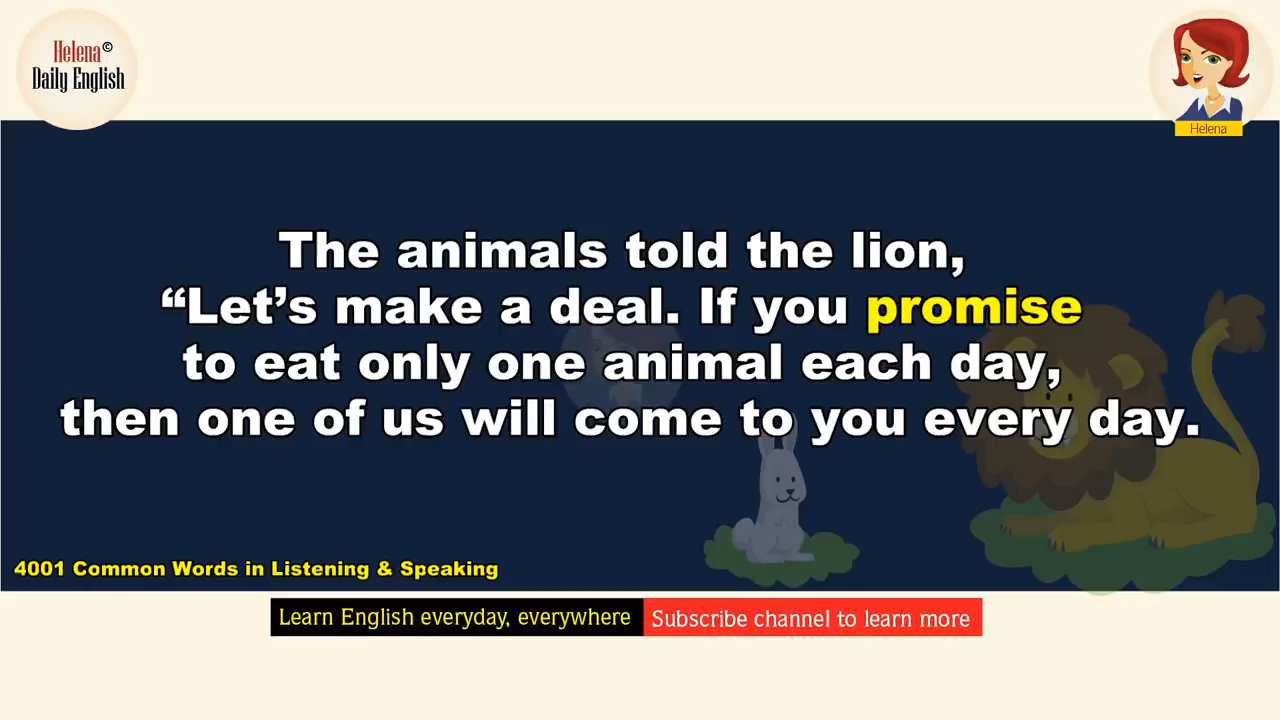 Helena©
Daily English
Helena
The animals told the lion,
“Let’s make a deal. If you promise
to eat only one animal each day,
then one of us will come to you every day.
4001 Common Words in Listening & Speaking
Learn English everyday, everywhere
Subscribe channel to learn more